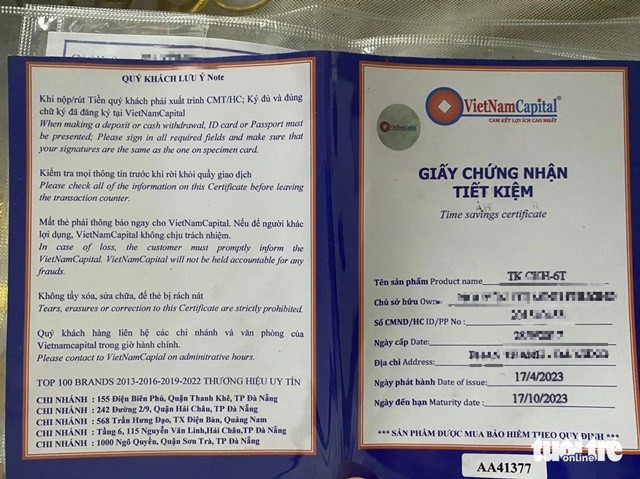 QUÝ KHÁCH LƯU Ý Note
Khi nộp/rút Tiền quý khách phải xuất trình CMT/HC; Ký đủ và đúng
chữ ký đã đăng ký tại VietNamCapital
When making a deposit or cash withdrawal, ID card or Passport must
be presented; Please sign in all required fields and make sure that
your signatures are the same as the one on specimen card.
Kiểm tra mọi thông tin trước khi rời khỏi quầy giao dịch
Please check all of the information on this Certificate before leaving
the transaction counter.
Mất thẻ phải thông báo ngay cho VietNamCapital. Nếu để người khác
lợi dụng, VietNamCapital không chịu trách nhiệm.
In case of loss, the customer must promptly inform the
VietNamCapital. VietNamCapital will not be held accountable for any
frauds.
Không tẩy xóa, sửa chữa, để thẻ bị rách nát
Tears, erasures or correction to this Certificate are strictly prohibited.
Quý khách hàng liên hệ các chi nhánh và văn phòng của
Vietnamcapital trong giờ hành chính.
Please contact to VietNamCapial on adminitrative hours.
TOP 100 BRANDS 2013-2016-2019-2022 THƯƠNG HIỆU UY TÍN
CHI NHÁNH : 155 Điện Biên Phủ, Quận Thanh Khê, TP Đà Nẵng
CHI NHÁNH : 242 Đường 2/9, Quận Hải Châu, TP Đà Nẵng
CHI NHÁNH : 568 Trần Hưng Đạo, TX Điện Bàn, Quảng Nam
CHI NHÁNH : Tầng 6, 115 Nguyễn Văn Linh,Hải Châu,TP Đà Nẵng
CHI NHÁNH : 1000 Ngô Quyền, Quận Sơn Trà, TP Đà Nẵng
VietNamCapital
CAM KẾT LỢI ÍCH CAO NHẤT
GIẤY CHỨNG NHẬN
TIẾT KIỆM
Time savings certificate
Tên sản phẩm Product name: TK CKH-6T
Chủ sở hữu Own
Số CMND/HC ID/PP No:
Ngày cấp Date:
Địa chỉ Address:
Ngày phát hành Date of issue: 17/4/2023
Ngày đến hạn Maturity date: 17/10/2023
*** SẢN PHẨM ĐƯỢC MUA BẢO HIỂM THEO QUY ĐỊNH ***
AA41377
tuổi trẻ
online